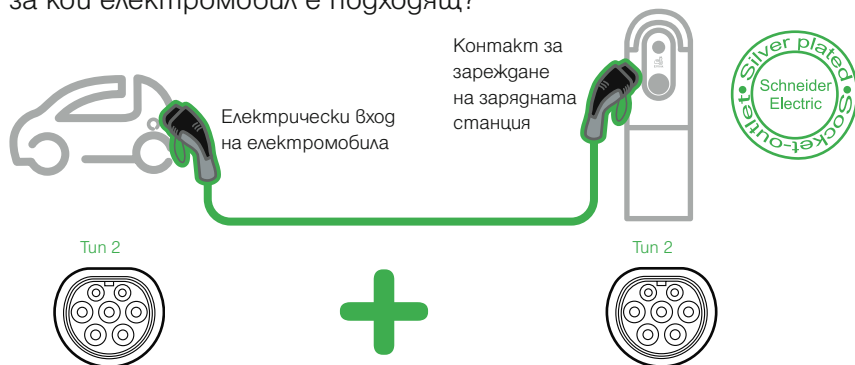 за кой електромобил е подходящ?
Контакт за
зареждане
на зарядната
станция
Електрически вход
на електромобила
Silver plated
Schneider
Electric
Socket-outlet
Тип 2
Тип 2